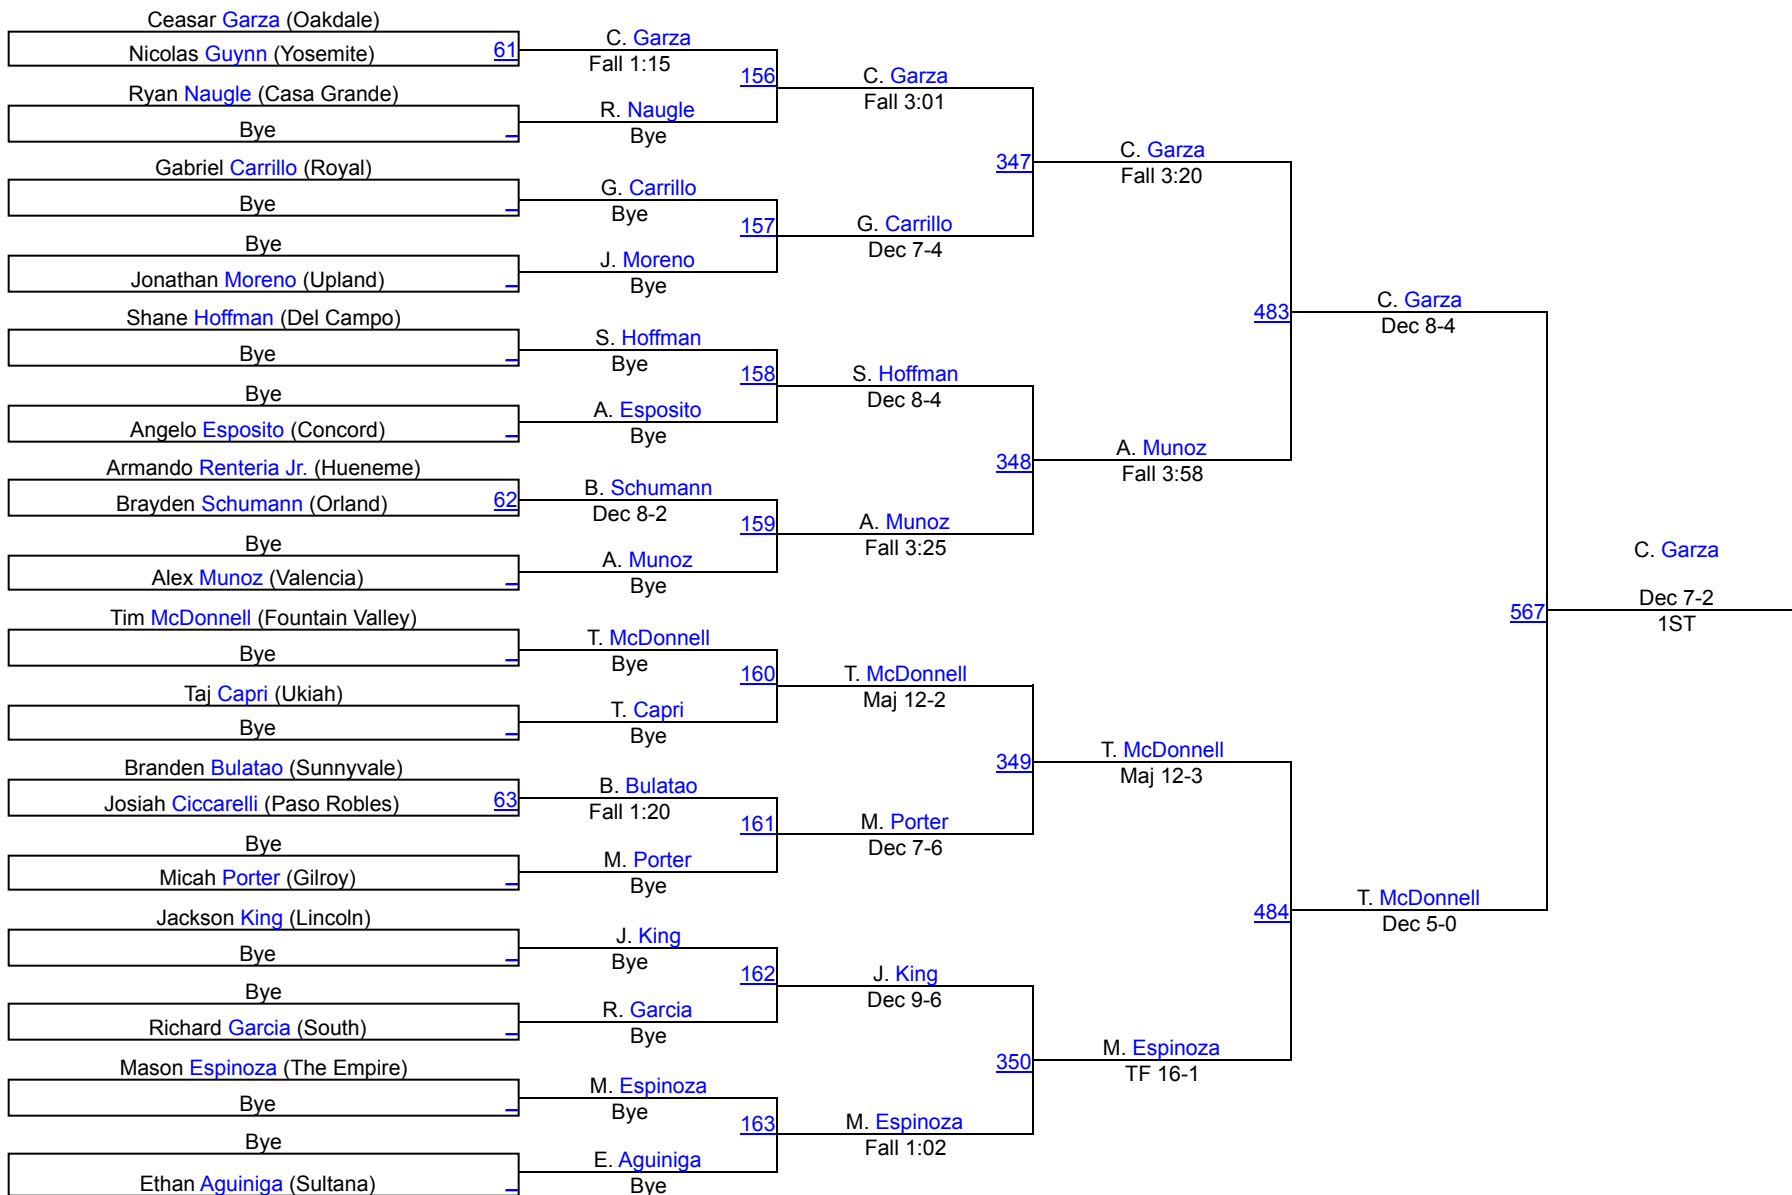 Ceasar Garza (Oakdale)
Nicolas Guynn (Yosemite) 61
Ryan Naugle (Casa Grande)
Bye
Gabriel Carrillo (Royal)
Bye
Bye
Jonathan Moreno (Upland)
Shane Hoffman (Del Campo)
Bye
Bye
Angelo Esposito (Concord)
Armando Renteria Jr. (Hueneme)
Brayden Schumann (Orland) 62
Bye
Alex Munoz (Valencia)
Tim McDonnell (Fountain Valley)
Bye
Taj Capri (Ukiah)
Bye
Branden Bulatao (Sunnyvale)
Josiah Ciccarelli (Paso Robles) 63
Bye
Micah Porter (Gilroy)
Jackson King (Lincoln)
Bye
Bye
Richard Garcia (South)
Mason Espinoza (The Empire)
Bye
Bye
Ethan Aguiniga (Sultana)
C. Garza
Fall 1:15
156
R. Naugle
Bye
G. Carrillo
Bye
157
J. Moreno
Bye
S. Hoffman
Bye
158
A. Esposito
Bye
B. Schumann
Dec 8-2
159
A. Munoz
Bye
T. McDonnell
Bye
160
T. Capri
Bye
B. Bulatao
Fall 1:20
161
M. Porter
Bye
J. King
Bye
162
R. Garcia
Bye
M. Espinoza
Bye
163
E. Aguiniga
Bye
C. Garza
Fall 3:01
347
G. Carrillo
Dec 7-4
S. Hoffman
Dec 8-4
348
A. Munoz
Fall 3:25
T. McDonnell
Maj 12-2
349
M. Porter
Dec 7-6
J. King
Dec 9-6
350
M. Espinoza
Fall 1:02
C. Garza
Fall 3:20
483
A. Munoz
Fall 3:58
T. McDonnell
Maj 12-3
484
M. Espinoza
TF 16-1
C. Garza
Dec 8-4
567
T. McDonnell
Dec 5-0
C. Garza
Dec 7-2
1ST